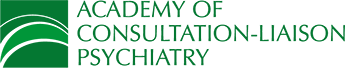 ACADEMY OF
CONSULTATION-LIAISON
PSYCHIATRY